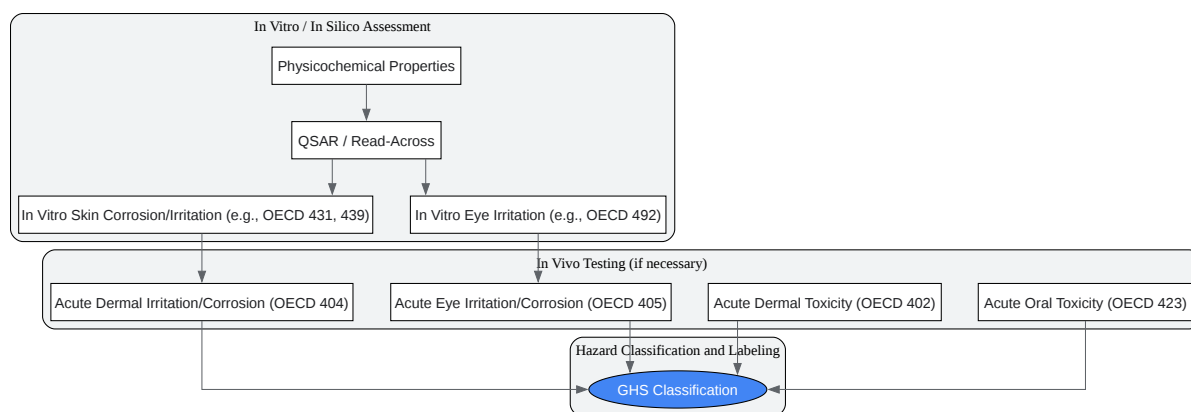 In Vitro / In Silico Assessment
Physicochemical Properties
QSAR / Read-Across
In Vitro Skin Corrosion/Irritation (e.g., OECD 431, 439)
In Vitro Eye Irritation (e.g., OECD 492)
In Vivo Testing (if necessary)
Acute Dermal Irritation/Corrosion (OECD 404)
Acute Eye Irritation/Corrosion (OECD 405)
Acute Dermal Toxicity (OECD 402)
Acute Oral Toxicity (OECD 423)
Hazard Classification and Labeling
GHS Classification